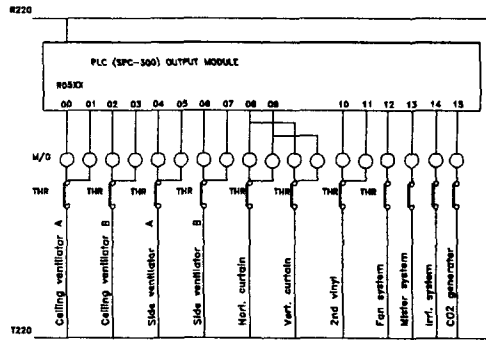 R220
PLC (SPC-300) OUTPUT MODULE
R05XX
00 01 02 03 04 05 06 07 08 09 10 11 12 13 14 15
M/G
THR THR THR THR THR THR THR THR
Ceiling ventilator A
Ceiling ventilator B
Side ventilator A
Side ventilator B
Hori. curtain
Vert. curtain
2nd vinyl
Fan system
Mister system
Irri. system
CO2 generater
T220